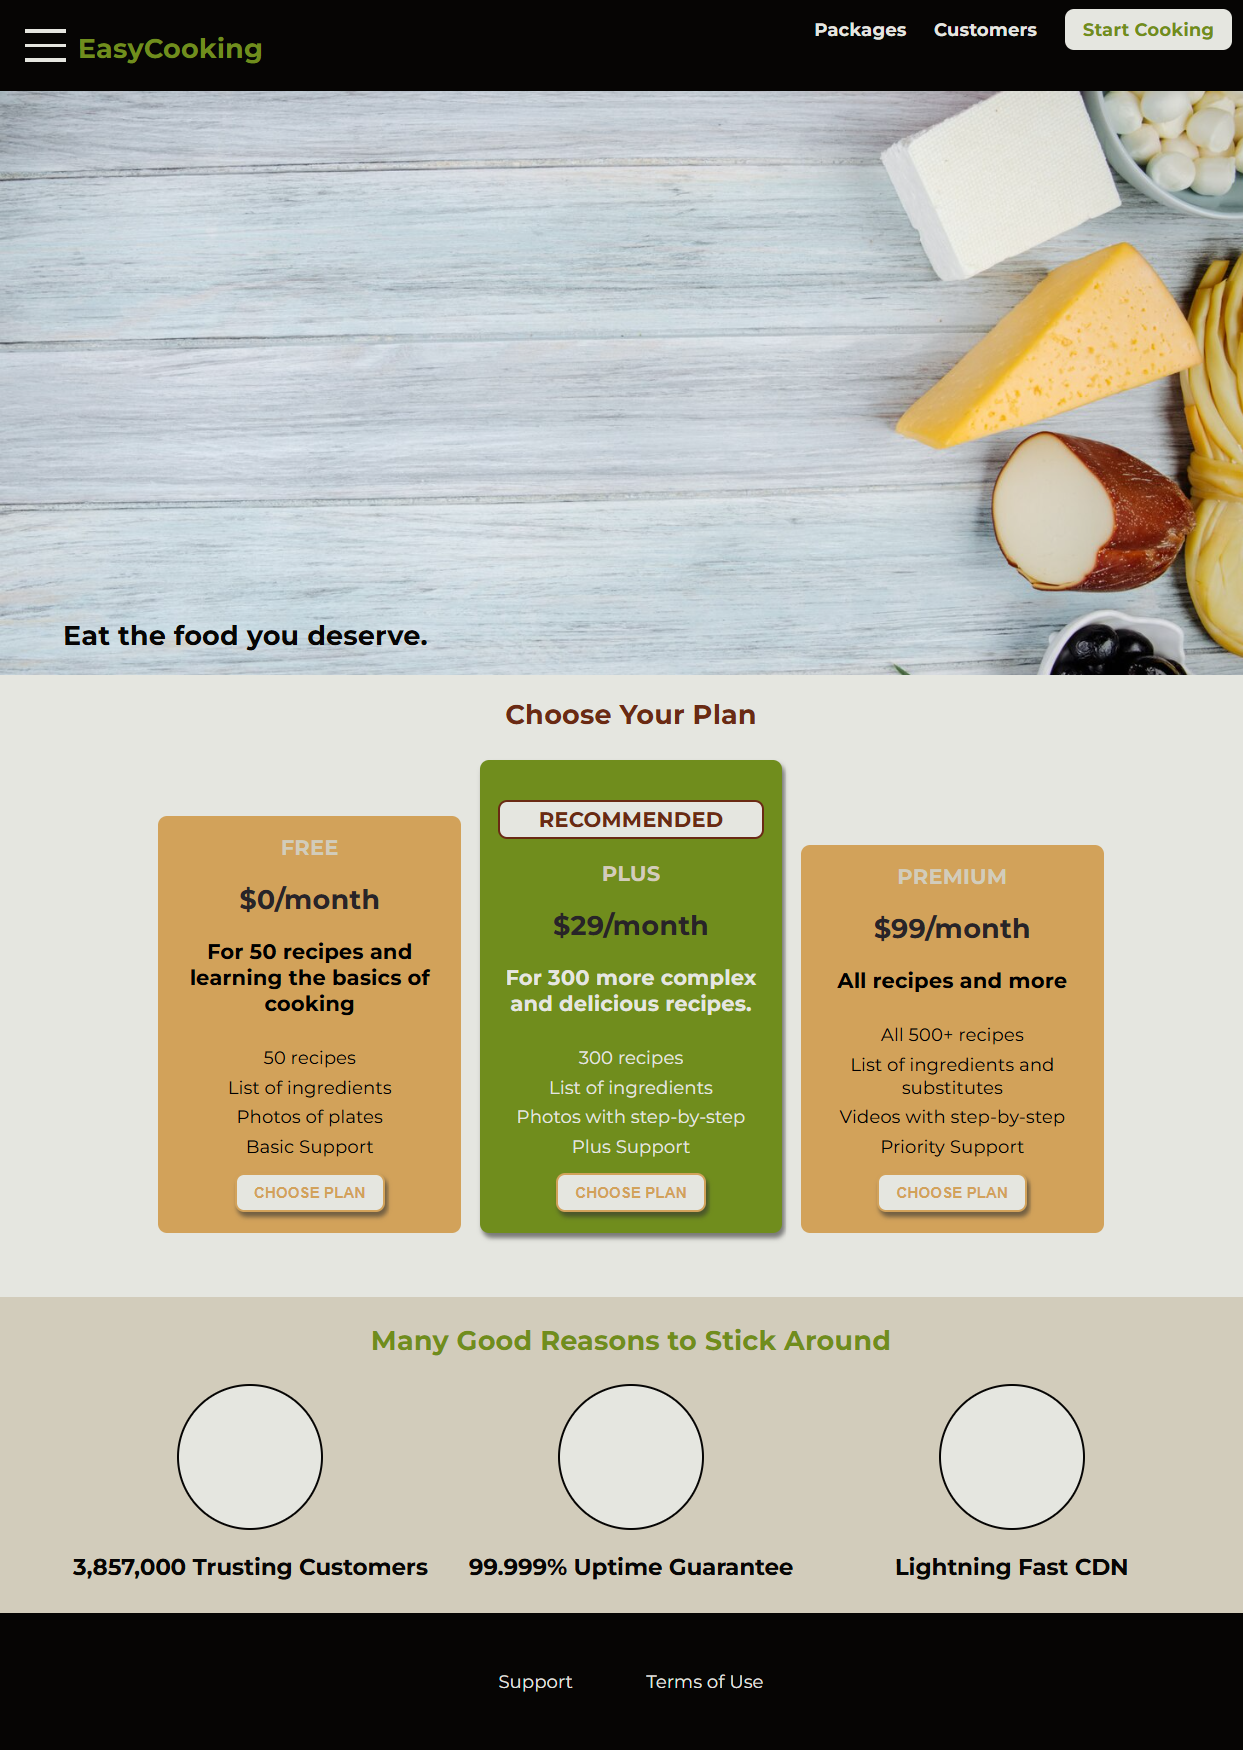 EasyCooking
Packages
Customers
Start Cooking
Eat the food you deserve.
Choose Your Plan
FREE
$0/month
For 50 recipes and
learning the basics of
cooking
50 recipes
List of ingredients
Photos of plates
Basic Support
CHOOSE PLAN
RECOMMENDED
PLUS
$29/month
For 300 more complex
and delicious recipes.
300 recipes
List of ingredients
Photos with step-by-step
Plus Support
CHOOSE PLAN
PREMIUM
$99/month
All recipes and more
All 500+ recipes
List of ingredients and
substitutes
Videos with step-by-step
Priority Support
CHOOSE PLAN
Many Good Reasons to Stick Around
3,857,000 Trusting Customers
99.999% Uptime Guarantee
Lightning Fast CDN
Support
Terms of Use